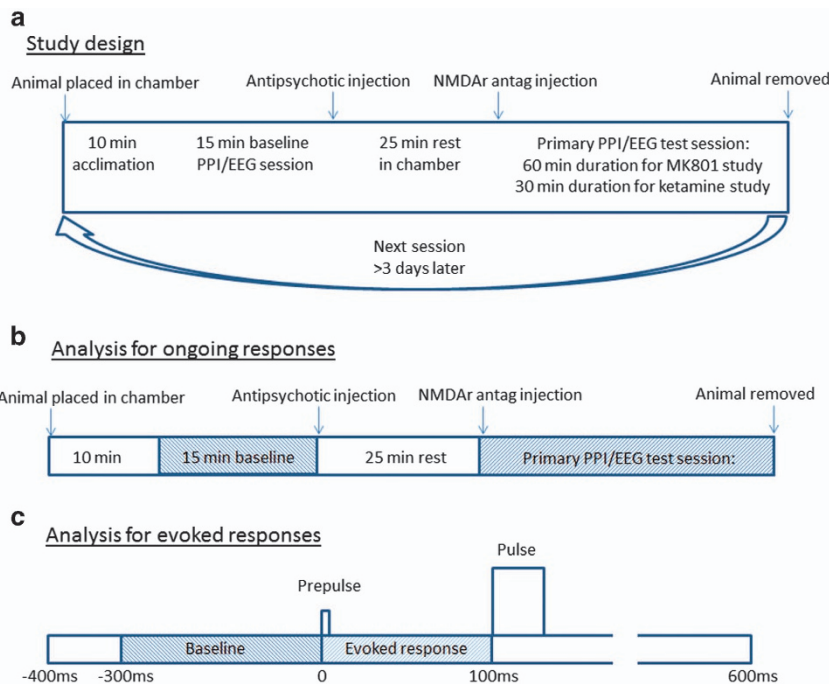 a
Study design
Animal placed in chamber
Antipsychotic injection
NMDAr antag injection
Animal removed
10 min
acclimation
15 min baseline
PPI/EEG session
25 min rest
in chamber
Primary PPI/EEG test session:
60 min duration for MK801 study
30 min duration for ketamine study
Next session
>3 days later
b
Analysis for ongoing responses
Animal placed in chamber
Antipsychotic injection
NMDAr antag injection
Animal removed
10 min
15 min baseline
25 min rest
Primary PPI/EEG test session:
c
Analysis for evoked responses
Pulse
Prepulse
Baseline
Evoked response
-400ms
-300ms
0
100ms
600ms